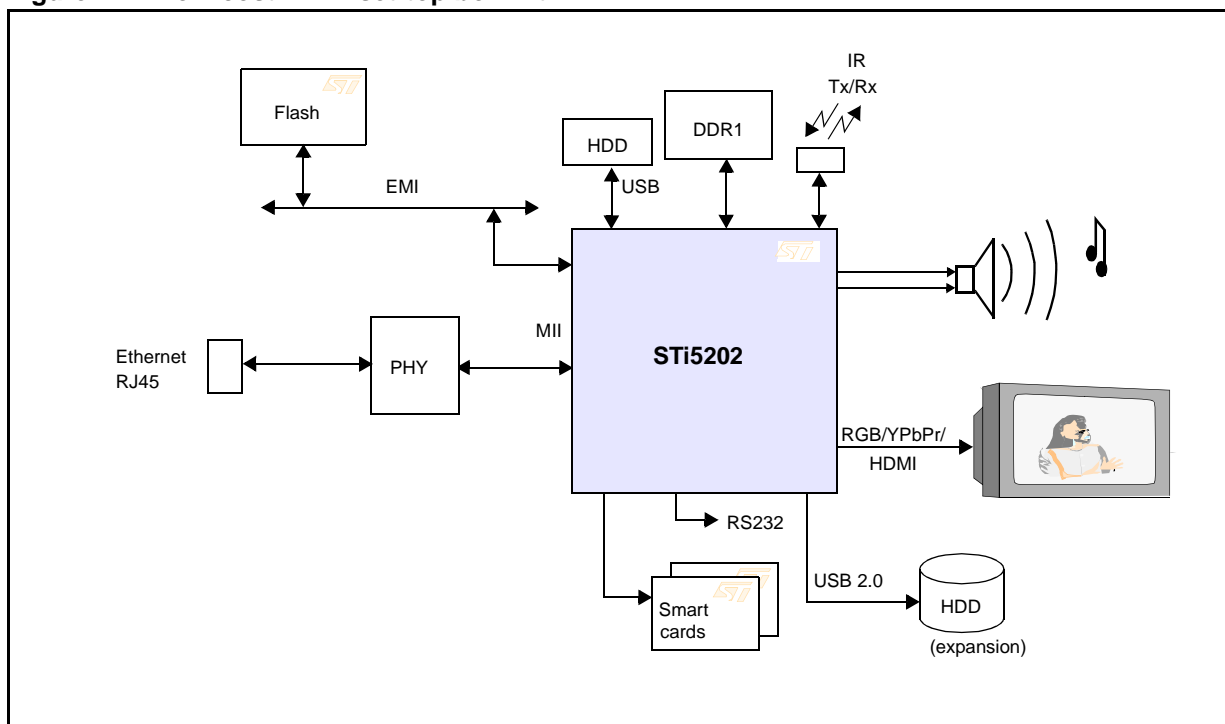 IR
Tx/Rx
Flash
HDD
DDR1
USB
EMI
MII
STi5202
Ethernet
RJ45
PHY
RGB/YPbPr/
HDMI
RS232
USB 2.0
Smart
cards
HDD
(expansion)